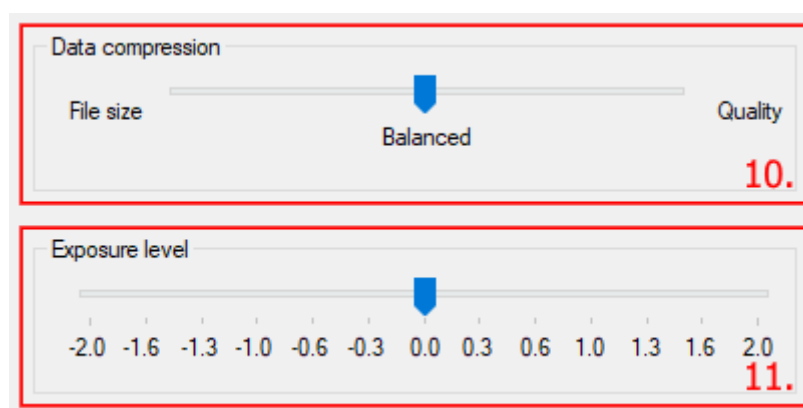 Data compression
File size Quality
Balanced
10.
Exposure level
-2.0 -1.6 -1.3 -1.0 -0.6 -0.3 0.0 0.3 0.6 1.0 1.3 1.6 2.0
11.